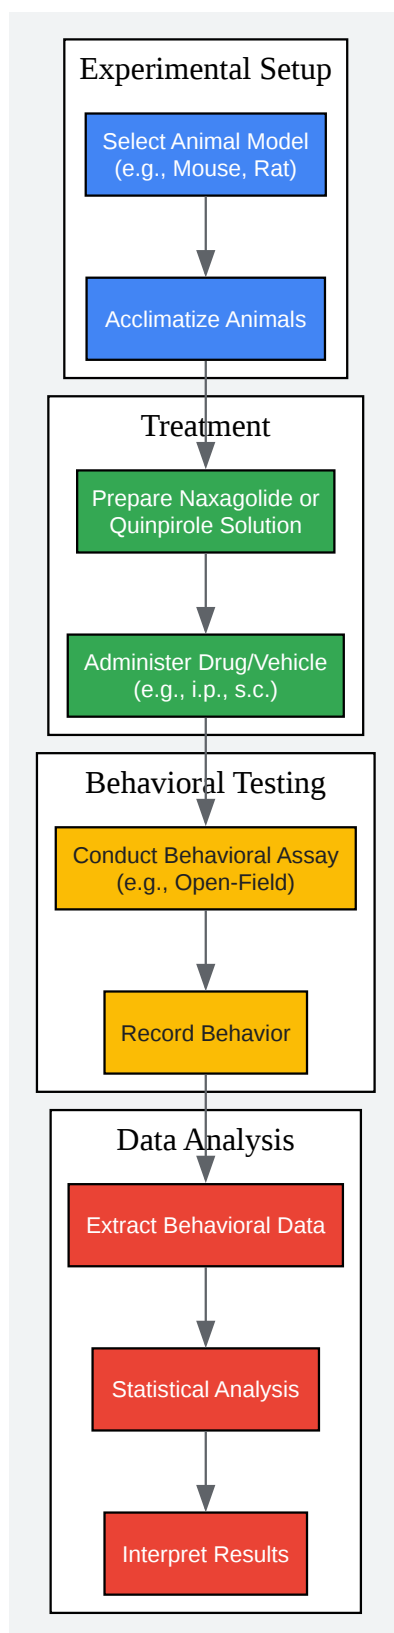 Experimental Setup
Select Animal Model
(e.g., Mouse, Rat)
Acclimatize Animals
Treatment
Prepare Naxagolide or
Quinpirole Solution
Administer Drug/Vehicle
(e.g., i.p., s.c.)
Behavioral Testing
Conduct Behavioral Assay
(e.g., Open-Field)
Record Behavior
Data Analysis
Extract Behavioral Data
Statistical Analysis
Interpret Results